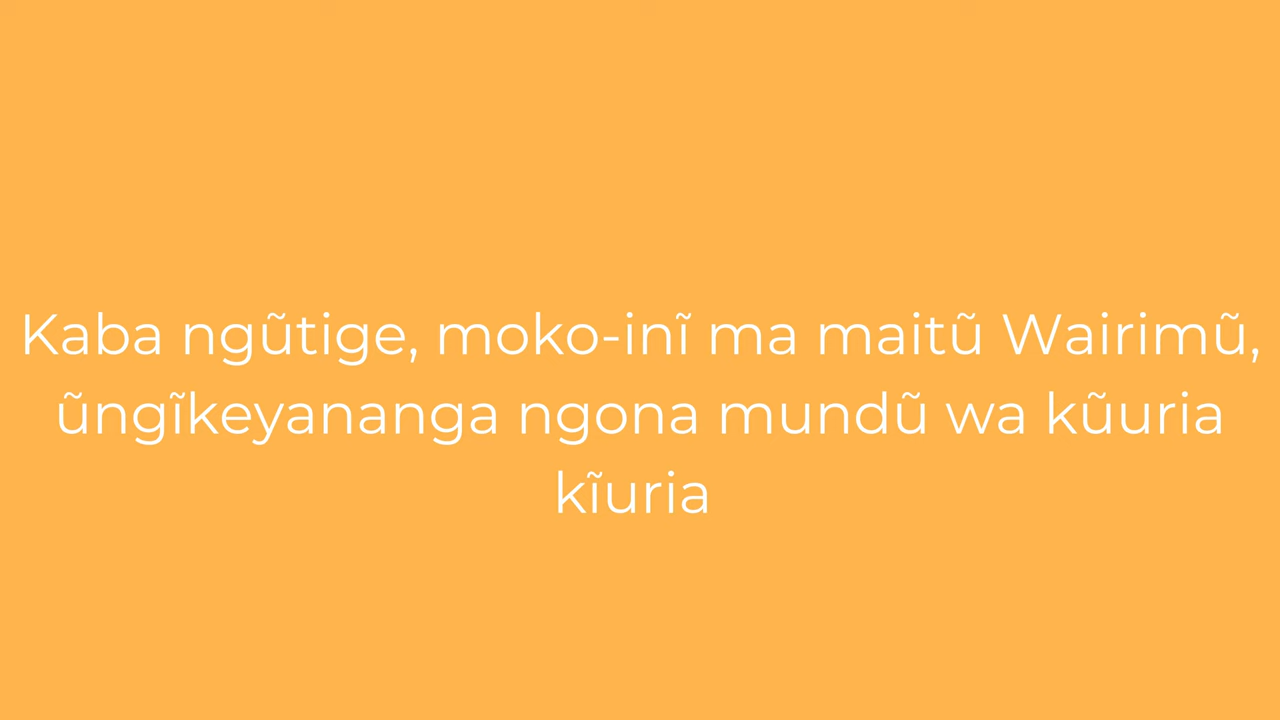 Kaba ngũtige, moko-inĩ ma maitũ Wairimũ,
ũngĩkeyananga ngona mundũ wa kũuria
kĩuria